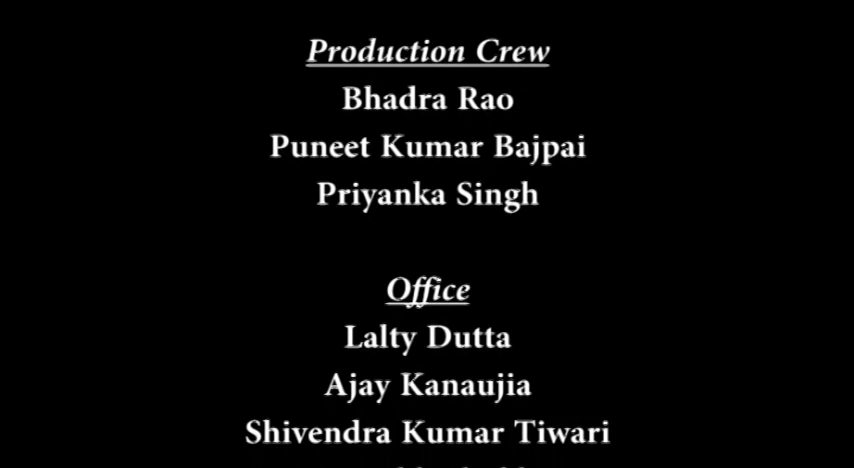 Production Crew
Bhadra Rao
Puneet Kumar Bajpai
Priyanka Singh
Office
Lalty Dutta
Ajay Kanaujia
Shivendra Kumar Tiwari